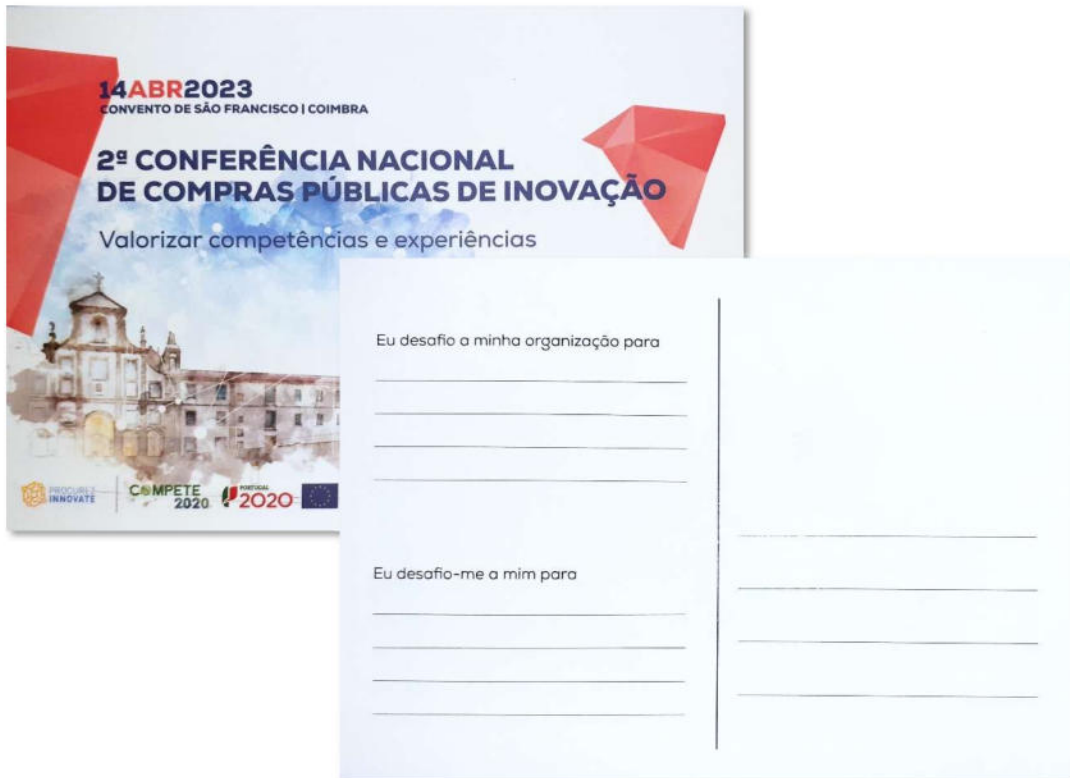 14ABR2023
CONVENTO DE SÃO FRANCISCO | COIMBRA
2ª CONFERÊNCIA NACIONAL
DE COMPRAS PÚBLICAS DE INOVAÇÃO
Valorizar competências e experiências
PROCURE2
INNOVATE
COMPETE
2020
PORTUGAL
2020
Eu desafio a minha organização para
Eu desafio-me a mim para